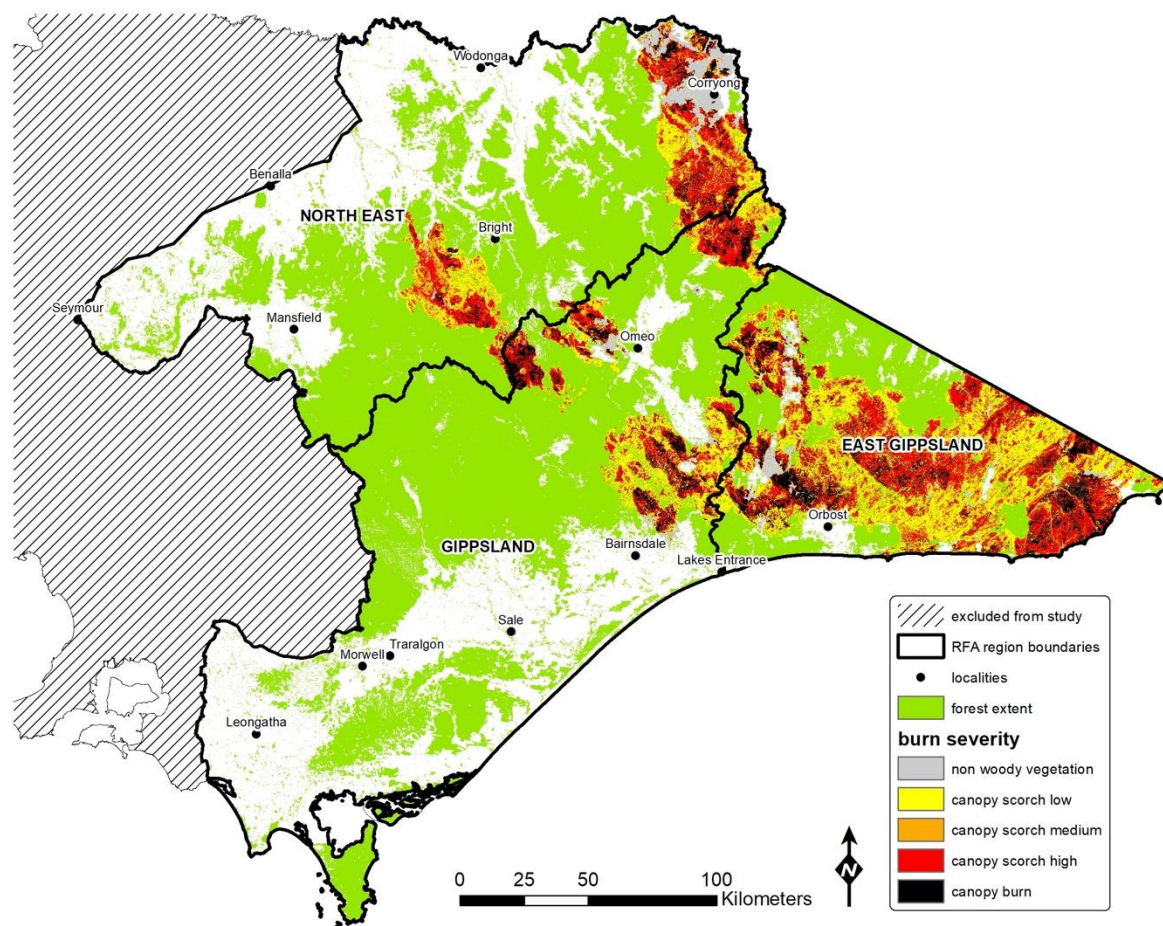 Wodonga
Corryong
Benalla
NORTH EAST
Bright
Seymour
Mansfield
Omeo
EAST GIPPSLAND
Orbost
GIPPSLAND
Bairnsdale
Lakes Entrance
Sale
Traralgon
Morwell
Leongatha
excluded from study
RFA region boundaries
localities
forest extent
burn severity
non woody vegetation
canopy scorch low
canopy scorch medium
canopy scorch high
canopy burn
N
0 25 50 100
Kilometers